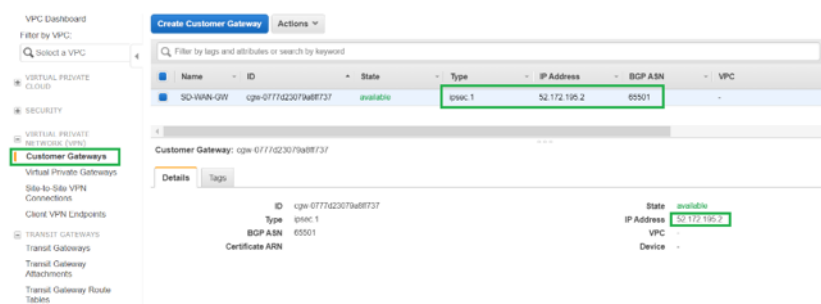 VPC Dashboard
Filter by VPC:
Select a VPC
VIRTUAL PRIVATE
CLOUD
SECURITY
VIRTUAL PRIVATE
NETWORK (VPN)
Customer Gateways
Virtual Private Gateways
Site-to-Site VPN
Connections
Client VPN Endpoints
TRANSIT GATEWAYS
Transit Gateways
Transit Gateway
Attachments
Transit Gateway Route
Tables
Create Customer Gateway Actions
Filter by tags and attributes or search by keyword
Name ID State Type IP Address BGP ASN VPC
SD-WAN-GW cgw-0777d23079a8ff737 available ipsec.1 52.172.195.2 65501 -
Customer Gateway: cgw-0777d23079a8ff737
Details Tags
ID cgw-0777d23079a8ff737 State available
Type ipsec.1 IP Address 52.172.195.2
BGP ASN 65501 VPC -
Certificate ARN Device -